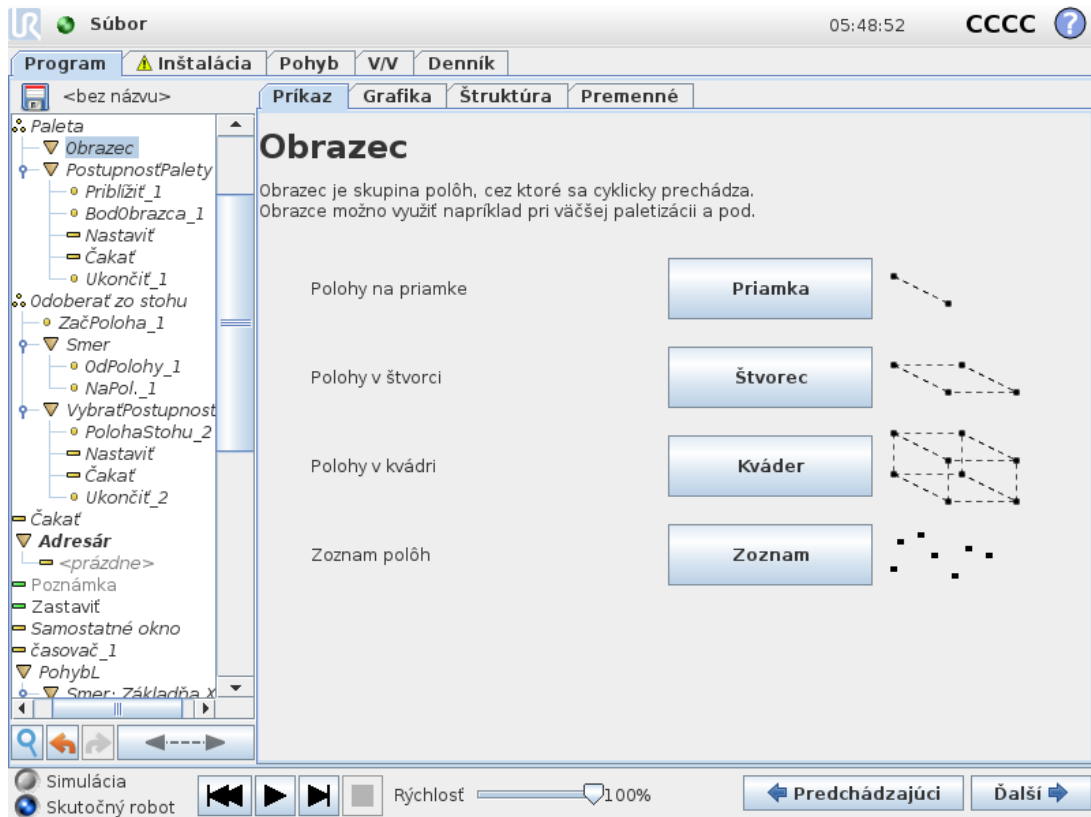 UR Súbor 05:48:52 CCCC ?
Program Inštalácia Pohyb V/V Denník
<bez názvu> Príkaz Grafika Štruktúra Premenné
Paleta
Obrazec
PostupnosťPalety
Priblížiť_1
BodObrazca_1
Nastaviť
Čakať
Ukončiť_1
Odoberať zo stohu
ZačPoloha_1
Smer
OdPolohy_1
NaPol._1
VybraťPostupnosť
PolohaStohu_2
Nastaviť
Čakať
Ukončiť_2
Čakať
Adresár
<prázdne>
Poznámka
Zastaviť
Samostatné okno
časovač_1
PohybL
Smer: Základňa X
Obrazec
Obrazec je skupina polôh, cez ktoré sa cyklicky prechádza.
Obrazce možno využiť napríklad pri väčšej paletizácii a pod.
Polohy na priamke Priamka
Polohy v štvorci Štvorec
Polohy v kvádri Kváder
Zoznam polôh Zoznam
Simulácia
Skutočný robot
Rýchlosť 100%
Predchádzajúci Ďalší